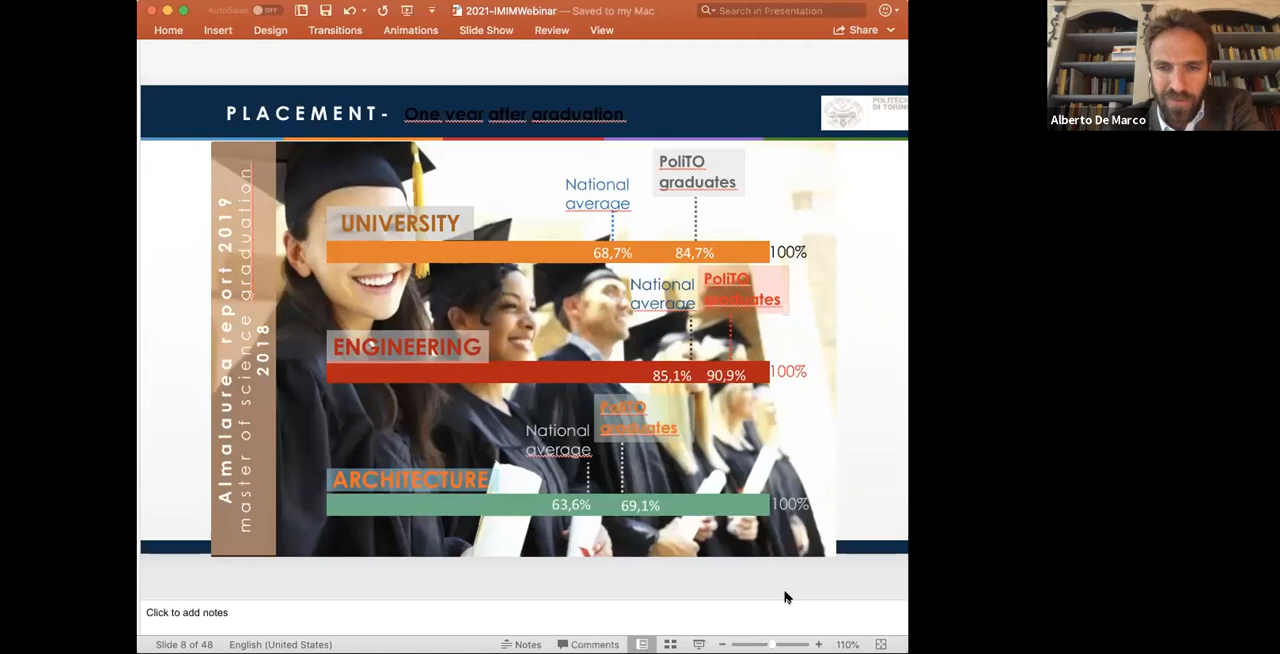 AutoSave OFF
2021-IMIMWebinar — Saved to my Mac
Search in Presentation
Home Insert Design Transitions Animations Slide Show Review View Share
PLACEMENT- One year after graduation
POLITECN
DI TORINO
Almalaurea report 2019
master of science graduation
2018
National
average
PoliTO
graduates
UNIVERSITY
68,7% 84,7% 100%
National
average
PoliTO
graduates
ENGINEERING
85,1% 90,9% 100%
National
average
PoliTO
graduates
ARCHITECTURE
63,6% 69,1% 100%
Click to add notes
Slide 8 of 48 English (United States) Notes Comments 110%
Alberto De Marco